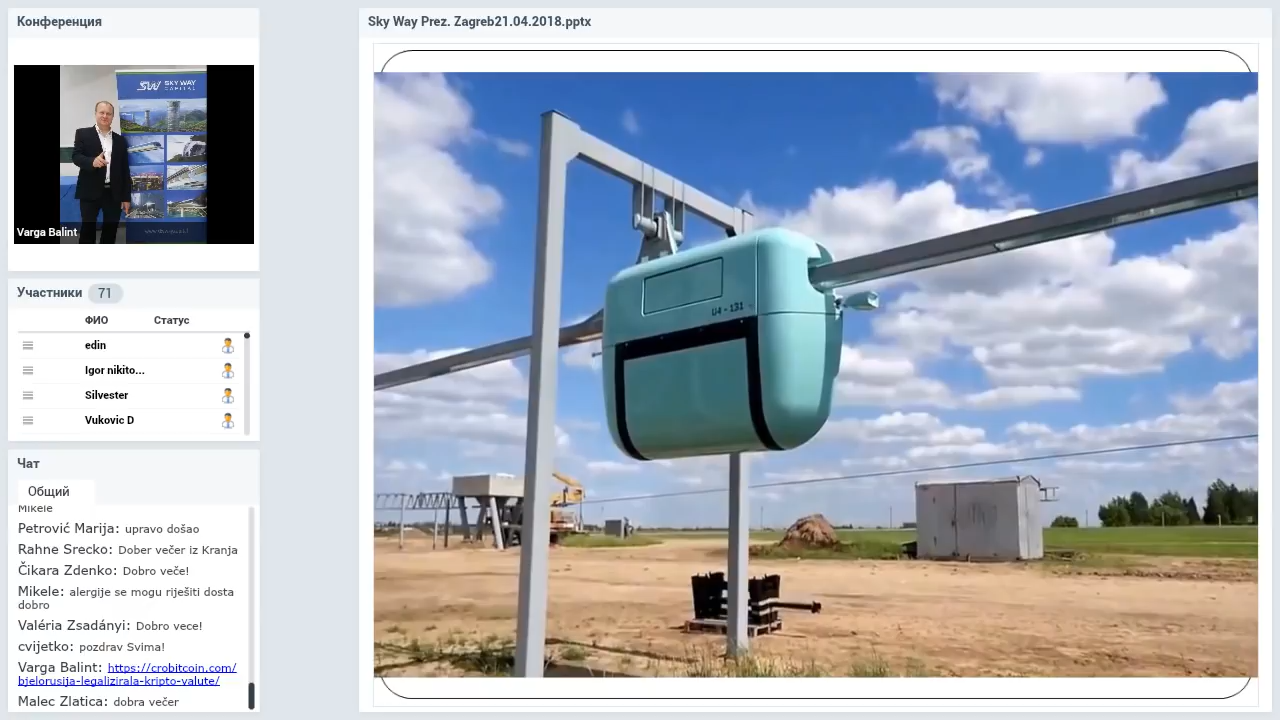 Конференция
SKY WAY
CAPITAL
Varga Balint
Участники 71
ФИО Статус
edin
Igor nikito...
Silvester
Vukovic D
Чат
Общий
Mikele
Petrović Marija: upravo došao
Rahne Srecko: Dober večer iz Kranja
Čikara Zdenko: Dobro veče!
Mikele: alergije se mogu riješiti dosta
dobro
Valéria Zsadányi: Dobro vece!
cvijetko: pozdrav Svima!
Varga Balint: https://crobitcoin.com/
bjelorusija-legalizirala-kripto-valute/
Malec Zlatica: dobra večer
Sky Way Prez. Zagreb21.04.2018.pptx
U4-131